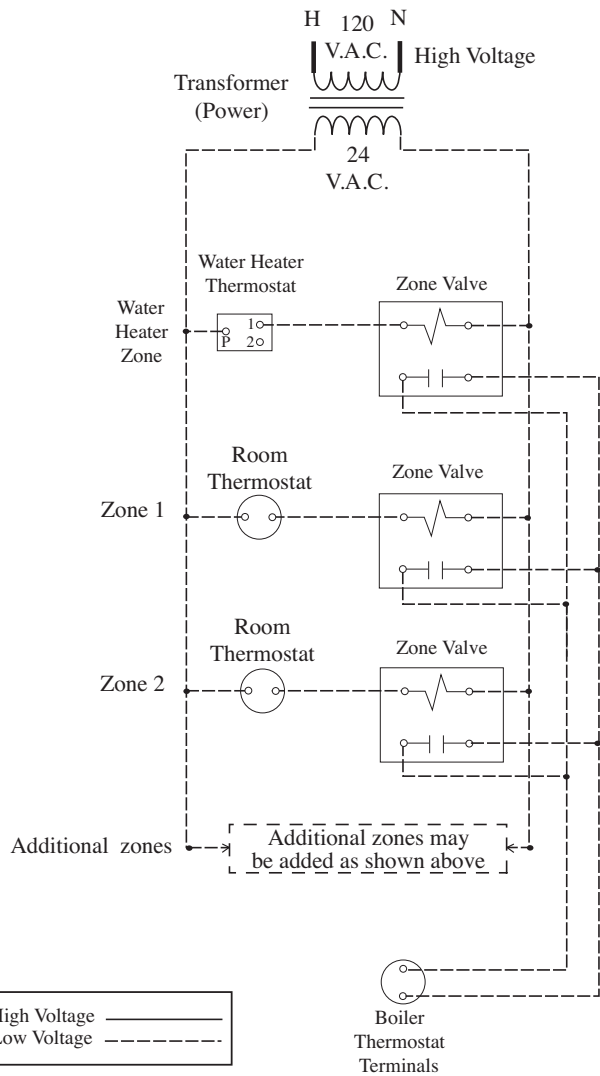 H 120 N
V.A.C.
High Voltage
Transformer
(Power)
24
V.A.C.
Water Heater
Thermostat
Zone Valve
Water
Heater
Zone
1
P 2
Room
Thermostat
Zone Valve
Zone 1
Room
Thermostat
Zone Valve
Zone 2
Additional zones
Additional zones may
be added as shown above
Boiler
Thermostat
Terminals
High Voltage
Low Voltage